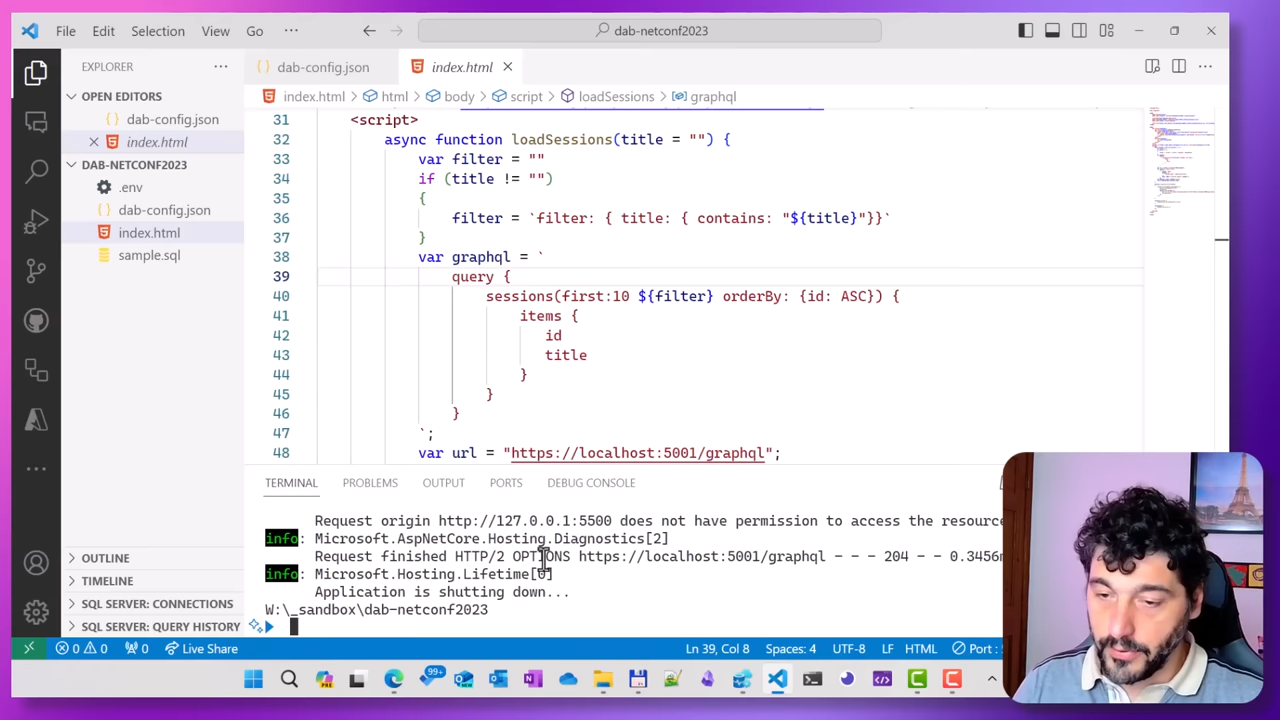 File Edit Selection View Go ··· dab-netconf2023
EXPLORER ···
OPEN EDITORS
dab-config.json
index.html
DAB-NETCONF2023
.env
dab-config.json
index.html
sample.sql
OUTLINE
TIMELINE
SQL SERVER: CONNECTIONS
SQL SERVER: QUERY HISTORY
dab-config.json index.html
index.html > html > body > script > loadSessions > graphql
31 <script>
32 async function loadSessions(title = "") {
33 var filter = ""
34 if (title != "")
35 {
36 filter = `filter: { title: { contains: "${title}"}}`
37 }
38 var graphql = `
39 query {
40 sessions(first:10 ${filter} orderBy: {id: ASC}) {
41 items {
42 id
43 title
44 }
45 }
46 }
47 `;
48 var url = "https://localhost:5001/graphql";
TERMINAL PROBLEMS OUTPUT PORTS DEBUG CONSOLE
Request origin http://127.0.0.1:5500 does not have permission to access the resourc
info: Microsoft.AspNetCore.Hosting.Diagnostics[2]
Request finished HTTP/2 OPTIONS https://localhost:5001/graphql - - - 204 - - 0.3456m
info: Microsoft.Hosting.Lifetime[0]
Application is shutting down...
W:\_sandbox\dab-netconf2023
0 0 0 Live Share Ln 39, Col 8 Spaces: 4 UTF-8 LF HTML Port :
99+